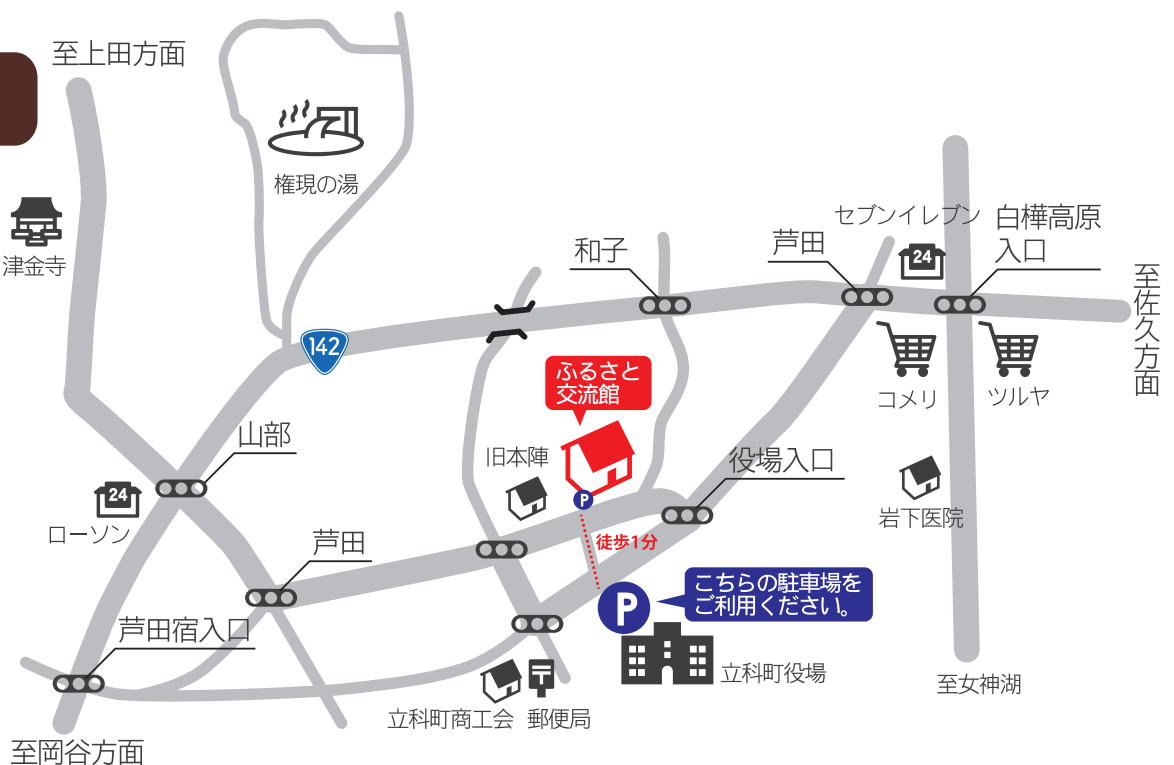 至上田方面
権現の湯
津金寺
セブンイレブン
24
白樺高原
入口
芦田
和子
至佐久方面
142
コメリ
ツルヤ
ふるさと
交流館
山部
旧本陣
役場入口
P
24
ローソン
岩下医院
芦田
徒歩1分
こちらの駐車場を
ご利用ください。
P
芦田宿入口
立科町役場
至女神湖
立科町商工会
郵便局
至岡谷方面